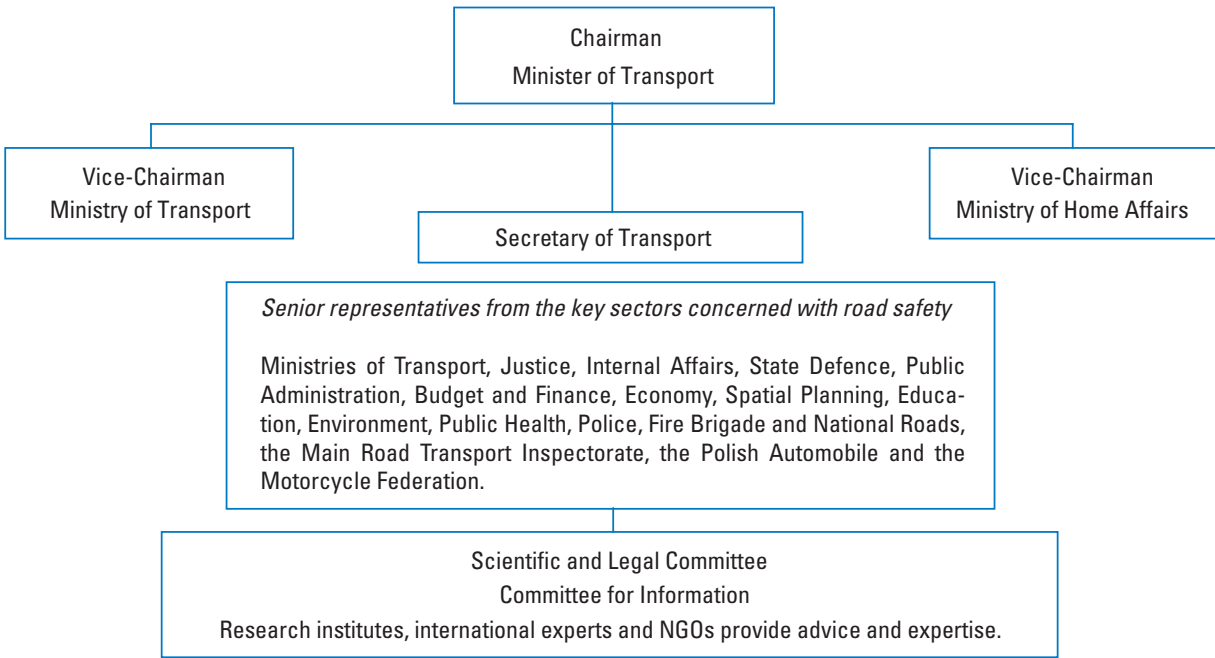 Chairman
Minister of Transport
Vice-Chairman
Ministry of Transport
Vice-Chairman
Ministry of Home Affairs
Secretary of Transport
Senior representatives from the key sectors concerned with road safety
Ministries of Transport, Justice, Internal Affairs, State Defence, Public
Administration, Budget and Finance, Economy, Spatial Planning, Educa-
tion, Environment, Public Health, Police, Fire Brigade and National Roads,
the Main Road Transport Inspectorate, the Polish Automobile and the
Motorcycle Federation.
Scientific and Legal Committee
Committee for Information
Research institutes, international experts and NGOs provide advice and expertise.